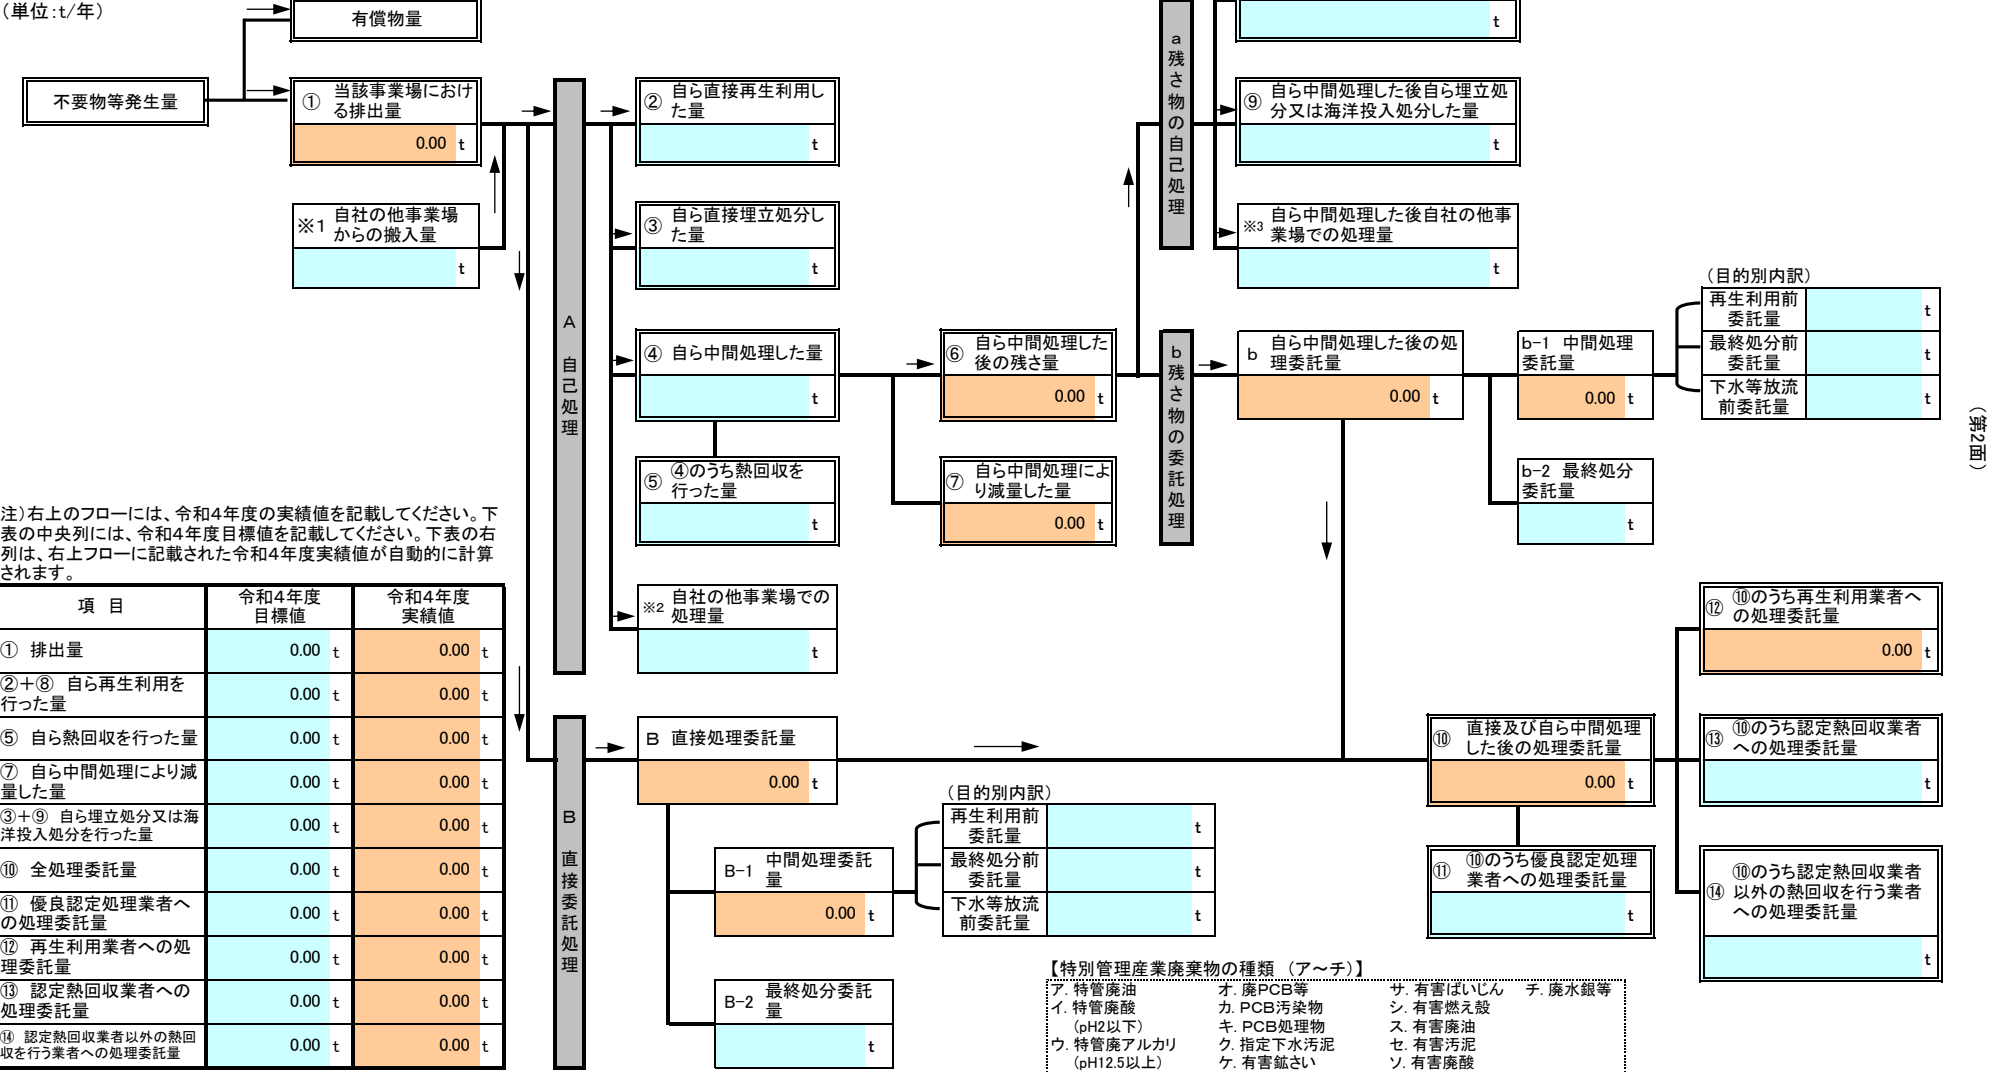 （単位：t/年）
有償物量
不要物等発生量
① 当該事業場におけ
る排出量
0.00 t
※1 自社の他事業場
からの搬入量
t
A 自己処理
② 自ら直接再生利用し
た量
t
③ 自ら直接埋立処分し
た量
t
④ 自ら中間処理した量
t
⑤ ④のうち熱回収を
行った量
t
※2 自社の他事業場での
処理量
t
⑥ 自ら中間処理した
後の残さ量
0.00 t
⑦ 自ら中間処理によ
り減量した量
0.00 t
a 残さ物の自己処理
t
⑨ 自ら中間処理した後自ら埋立処
分又は海洋投入処分した量
t
※3 自ら中間処理した後自社の他事
業場での処理量
t
b 残さ物の委託処理
b 自ら中間処理した後の処
理委託量
0.00 t
b-1 中間処理
委託量
0.00 t
b-2 最終処分
委託量
t
（目的別内訳）
再生利用前
委託量 t
最終処分前
委託量 t
下水等放流
前委託量 t
（第2面）
注）右上のフローには、令和４年度の実績値を記載してください。下
表の中央列には、令和４年度目標値を記載してください。下表の右
列は、右上フローに記載された令和４年度実績値が自動的に計算
されます。
項 目 令和４年度
目標値 令和４年度
実績値
① 排出量 0.00 t 0.00 t
②＋⑧ 自ら再生利用を
行った量 0.00 t 0.00 t
⑤ 自ら熱回収を行った量 0.00 t 0.00 t
⑦ 自ら中間処理により減
量した量 0.00 t 0.00 t
③＋⑨ 自ら埋立処分又は海
洋投入処分を行った量 0.00 t 0.00 t
⑩ 全処理委託量 0.00 t 0.00 t
⑪ 優良認定処理業者へ
の処理委託量 0.00 t 0.00 t
⑫ 再生利用業者への処
理委託量 0.00 t 0.00 t
⑬ 認定熱回収業者への
処理委託量 0.00 t 0.00 t
⑭ 認定熱回収業者以外の熱回
収を行う業者への処理委託量 0.00 t 0.00 t
B 直接委託処理
B 直接処理委託量
0.00 t
B-1 中間処理委託
量
0.00 t
B-2 最終処分委託
量
t
（目的別内訳）
再生利用前
委託量 t
最終処分前
委託量 t
下水等放流
前委託量 t
⑩ 直接及び自ら中間処理
した後の処理委託量
0.00 t
⑪ ⑩のうち優良認定処理
業者への処理委託量
t
⑫ ⑩のうち再生利用業者へ
の処理委託量
0.00 t
⑬ ⑩のうち認定熱回収業者
への処理委託量
t
⑭ ⑩のうち認定熱回収業者
以外の熱回収を行う業者
への処理委託量
t
【特別管理産業廃棄物の種類 （ア～チ）】
ア．特管廃油 オ．廃PCB等 サ．有害ばいじん チ．廃水銀等
イ．特管廃酸 カ．PCB汚染物 シ．有害燃え殻
（pH2以下） キ．PCB処理物 ス．有害廃油
ウ．特管廃アルカリ ク．指定下水汚泥 セ．有害汚泥
（pH12.5以上） ケ．有害鉱さい ソ．有害廃酸